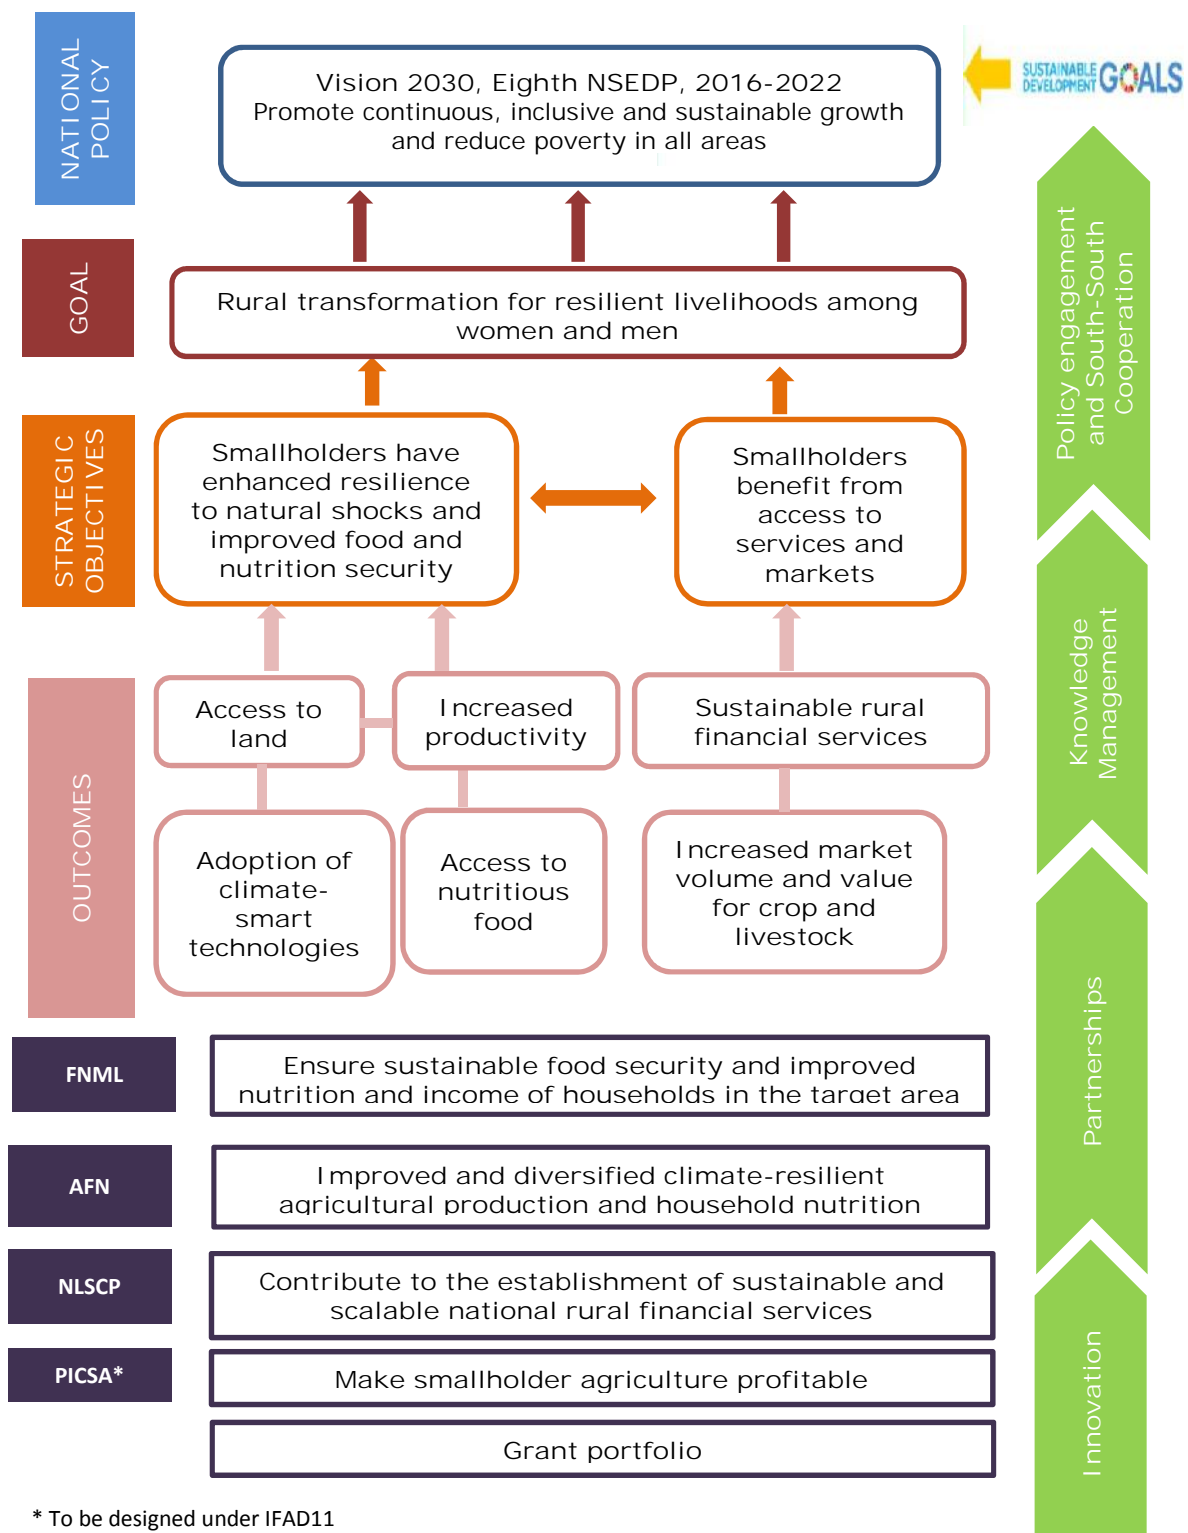 NATIONAL
POLICY
Vision 2030, Eighth NSEDP, 2016-2022
Promote continuous, inclusive and sustainable growth
and reduce poverty in all areas
SUSTAINABLE
DEVELOPMENT
GOALS
GOAL
Rural transformation for resilient livelihoods among
women and men
STRATEGIC
OBJECTIVES
Smallholders have
enhanced resilience
to natural shocks and
improved food and
nutrition security
Smallholders
benefit from
access to
services and
markets
OUTCOMES
Access to
land
Increased
productivity
Sustainable rural
financial services
Adoption of
climate-
smart
technologies
Access to
nutritious
food
Increased market
volume and value
for crop and
livestock
FNML
Ensure sustainable food security and improved
nutrition and income of households in the target area
AFN
Improved and diversified climate-resilient
agricultural production and household nutrition
NLSCP
Contribute to the establishment of sustainable and
scalable national rural financial services
PICSA*
Make smallholder agriculture profitable
Grant portfolio
Policy engagement
and South-South
Cooperation
Knowledge
Management
Partnerships
Innovation
* To be designed under IFAD11